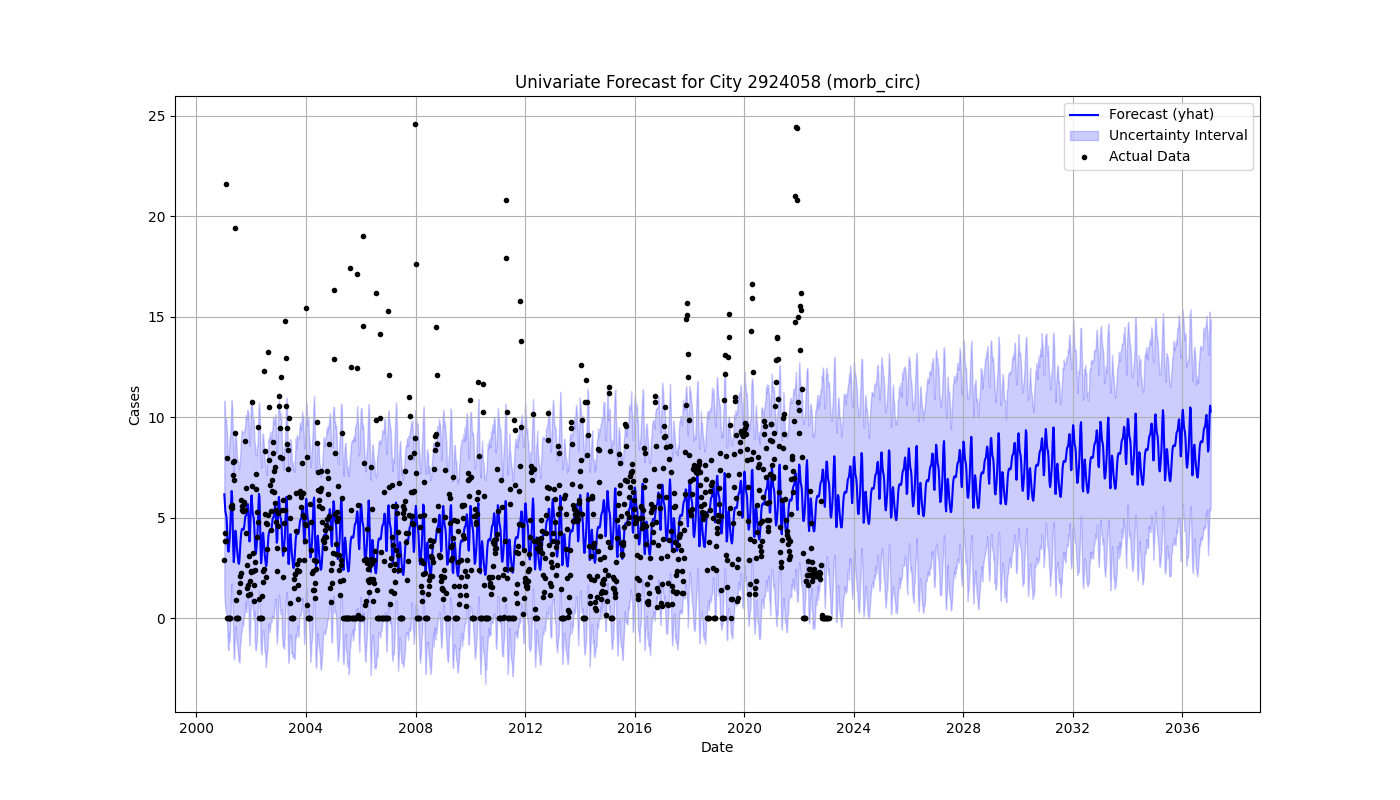 Univariate Forecast for City 2924058 (morb_circ)
Forecast (yhat)
Uncertainty Interval
Actual Data
Cases
25
20
15
10
5
0
2000 2004 2008 2012 2016 2020 2024 2028 2032 2036
Date